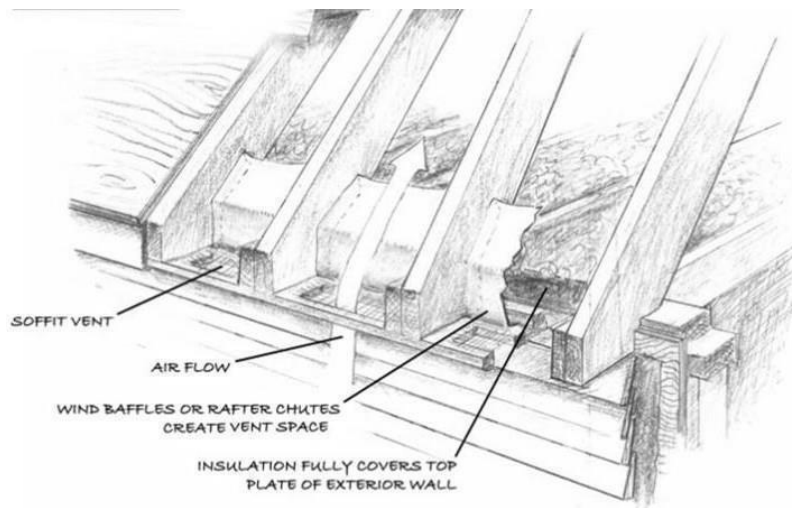 SOFFIT VENT
AIR FLOW
WIND BAFFLES OR RAFTER CHUTES
CREATE VENT SPACE
INSULATION FULLY COVERS TOP
PLATE OF EXTERIOR WALL